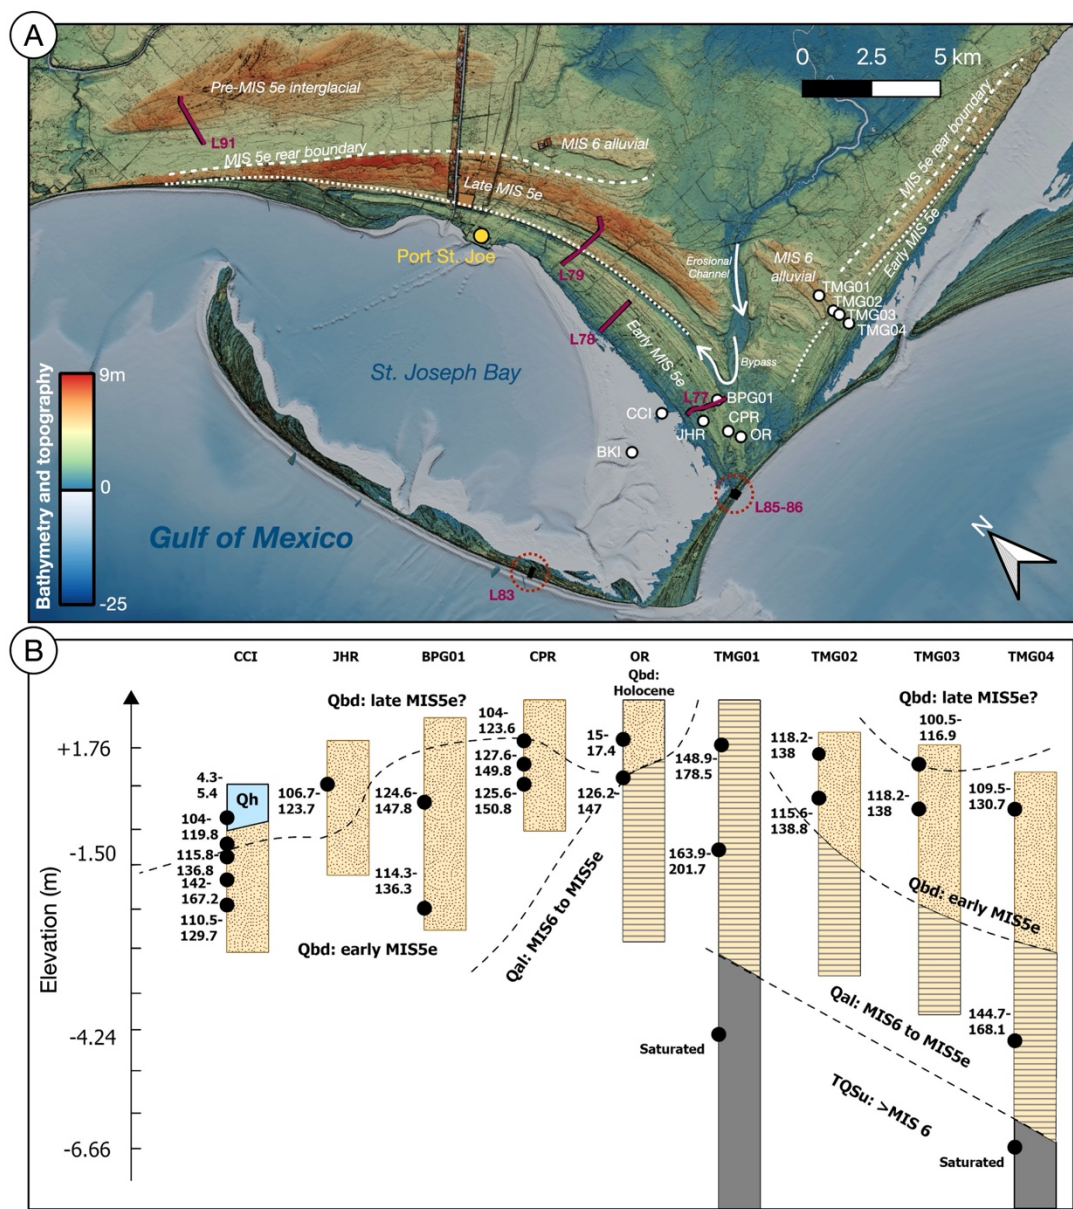 A
0 2.5 5 km
Pre-MIS 5e interglacial
L91
MIS 5e rear boundary
MIS 6 alluvial
Late MIS 5e
MIS 5e rear boundary
Early MIS 5e
Port St. Joe
L79
Erosional
Channel
MIS 6
alluvial
TMG01
TMG02
TMG03
TMG04
L78
Early MIS 5e
Bypass
St. Joseph Bay
L77
BPG01
CCI
CPR
JHR
OR
BKI
Bathymetry and topography
9m
0
-25
Gulf of Mexico
L85-86
L83
N
B
CCI JHR BPG01 CPR OR TMG01 TMG02 TMG03 TMG04
Qbd:
Holocene
Qbd: late MIS5e?
Qbd: late MIS5e?
Elevation (m)
+1.76
-1.50
-4.24
-6.66
4.3-
5.4
Qh
104-
119.8
115.8-
136.8
142-
167.2
110.5-
129.7
106.7-
123.7
124.6-
147.8
114.3-
136.3
104-
123.6
127.6-
149.8
125.6-
150.8
15-
17.4
126.2-
147
148.9-
178.5
163.9-
201.7
Saturated
118.2-
138
115.6-
138.8
100.5-
116.9
118.2-
138
109.5-
130.7
144.7-
168.1
Saturated
Qbd: early MIS5e
Qal: MIS6 to MIS5e
Qbd: early MIS5e
Qal: MIS6 to MIS5e
TQSu: >MIS 6